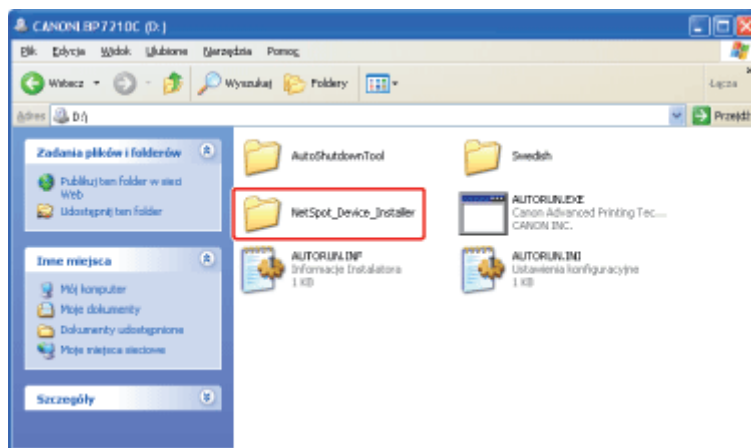 CANONLBP7210C (D:)
Plik Edycja Widok Ulubione Narzędzia Pomoc
Wstecz Wyszukaj Foldery Łącza
Adres D:\ Przejdź
Zadania plików i folderów
Publikuj ten folder w sieci
Web
Udostępnij ten folder
Inne miejsca
Mój komputer
Moje dokumenty
Dokumenty udostępnione
Moje miejsca sieciowe
Szczegóły
AutoShutdownTool
Swedish
NetSpot_Device_Installer
AUTORUN.EXE
Canon Advanced Printing Tec...
CANON INC.
AUTORUN.INF
Informacje Instalatora
1 KB
AUTORUN.INI
Ustawienia konfiguracyjne
1 KB